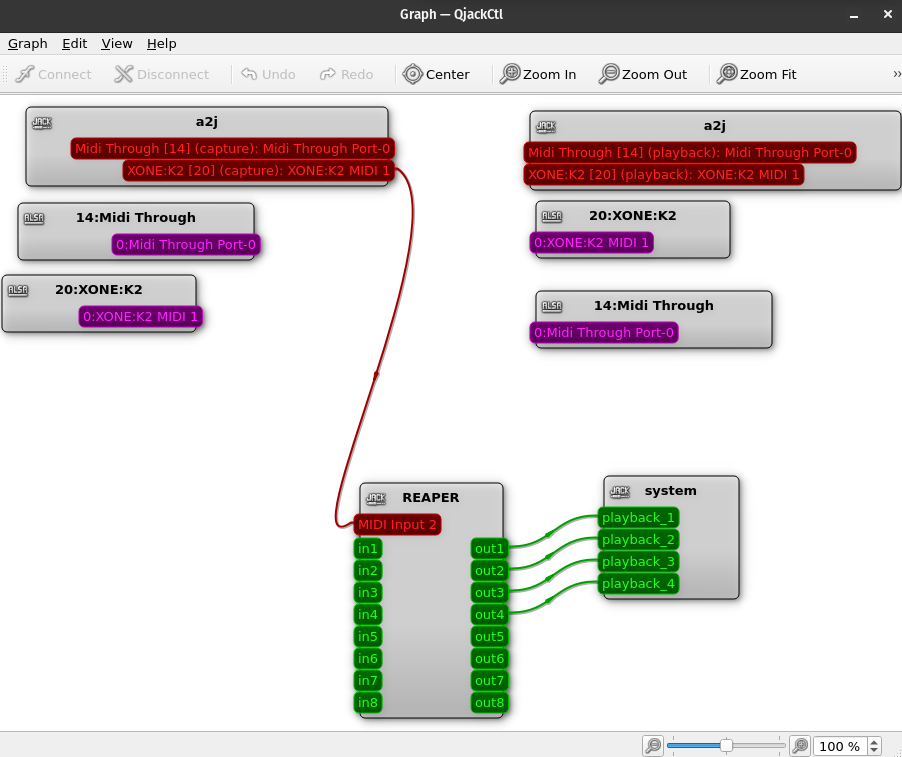 Graph — QjackCtl
Graph Edit View Help
Connect Disconnect Undo Redo Center Zoom In Zoom Out Zoom Fit »
JACK a2j
Midi Through [14] (capture): Midi Through Port-0
XONE:K2 [20] (capture): XONE:K2 MIDI 1
JACK a2j
Midi Through [14] (playback): Midi Through Port-0
XONE:K2 [20] (playback): XONE:K2 MIDI 1
ALSA 14:Midi Through
0:Midi Through Port-0
ALSA 20:XONE:K2
0:XONE:K2 MIDI 1
ALSA 20:XONE:K2
0:XONE:K2 MIDI 1
ALSA 14:Midi Through
0:Midi Through Port-0
JACK REAPER
MIDI Input 2
in1 out1
in2 out2
in3 out3
in4 out4
in5 out5
in6 out6
in7 out7
in8 out8
JACK system
playback_1
playback_2
playback_3
playback_4
100 %